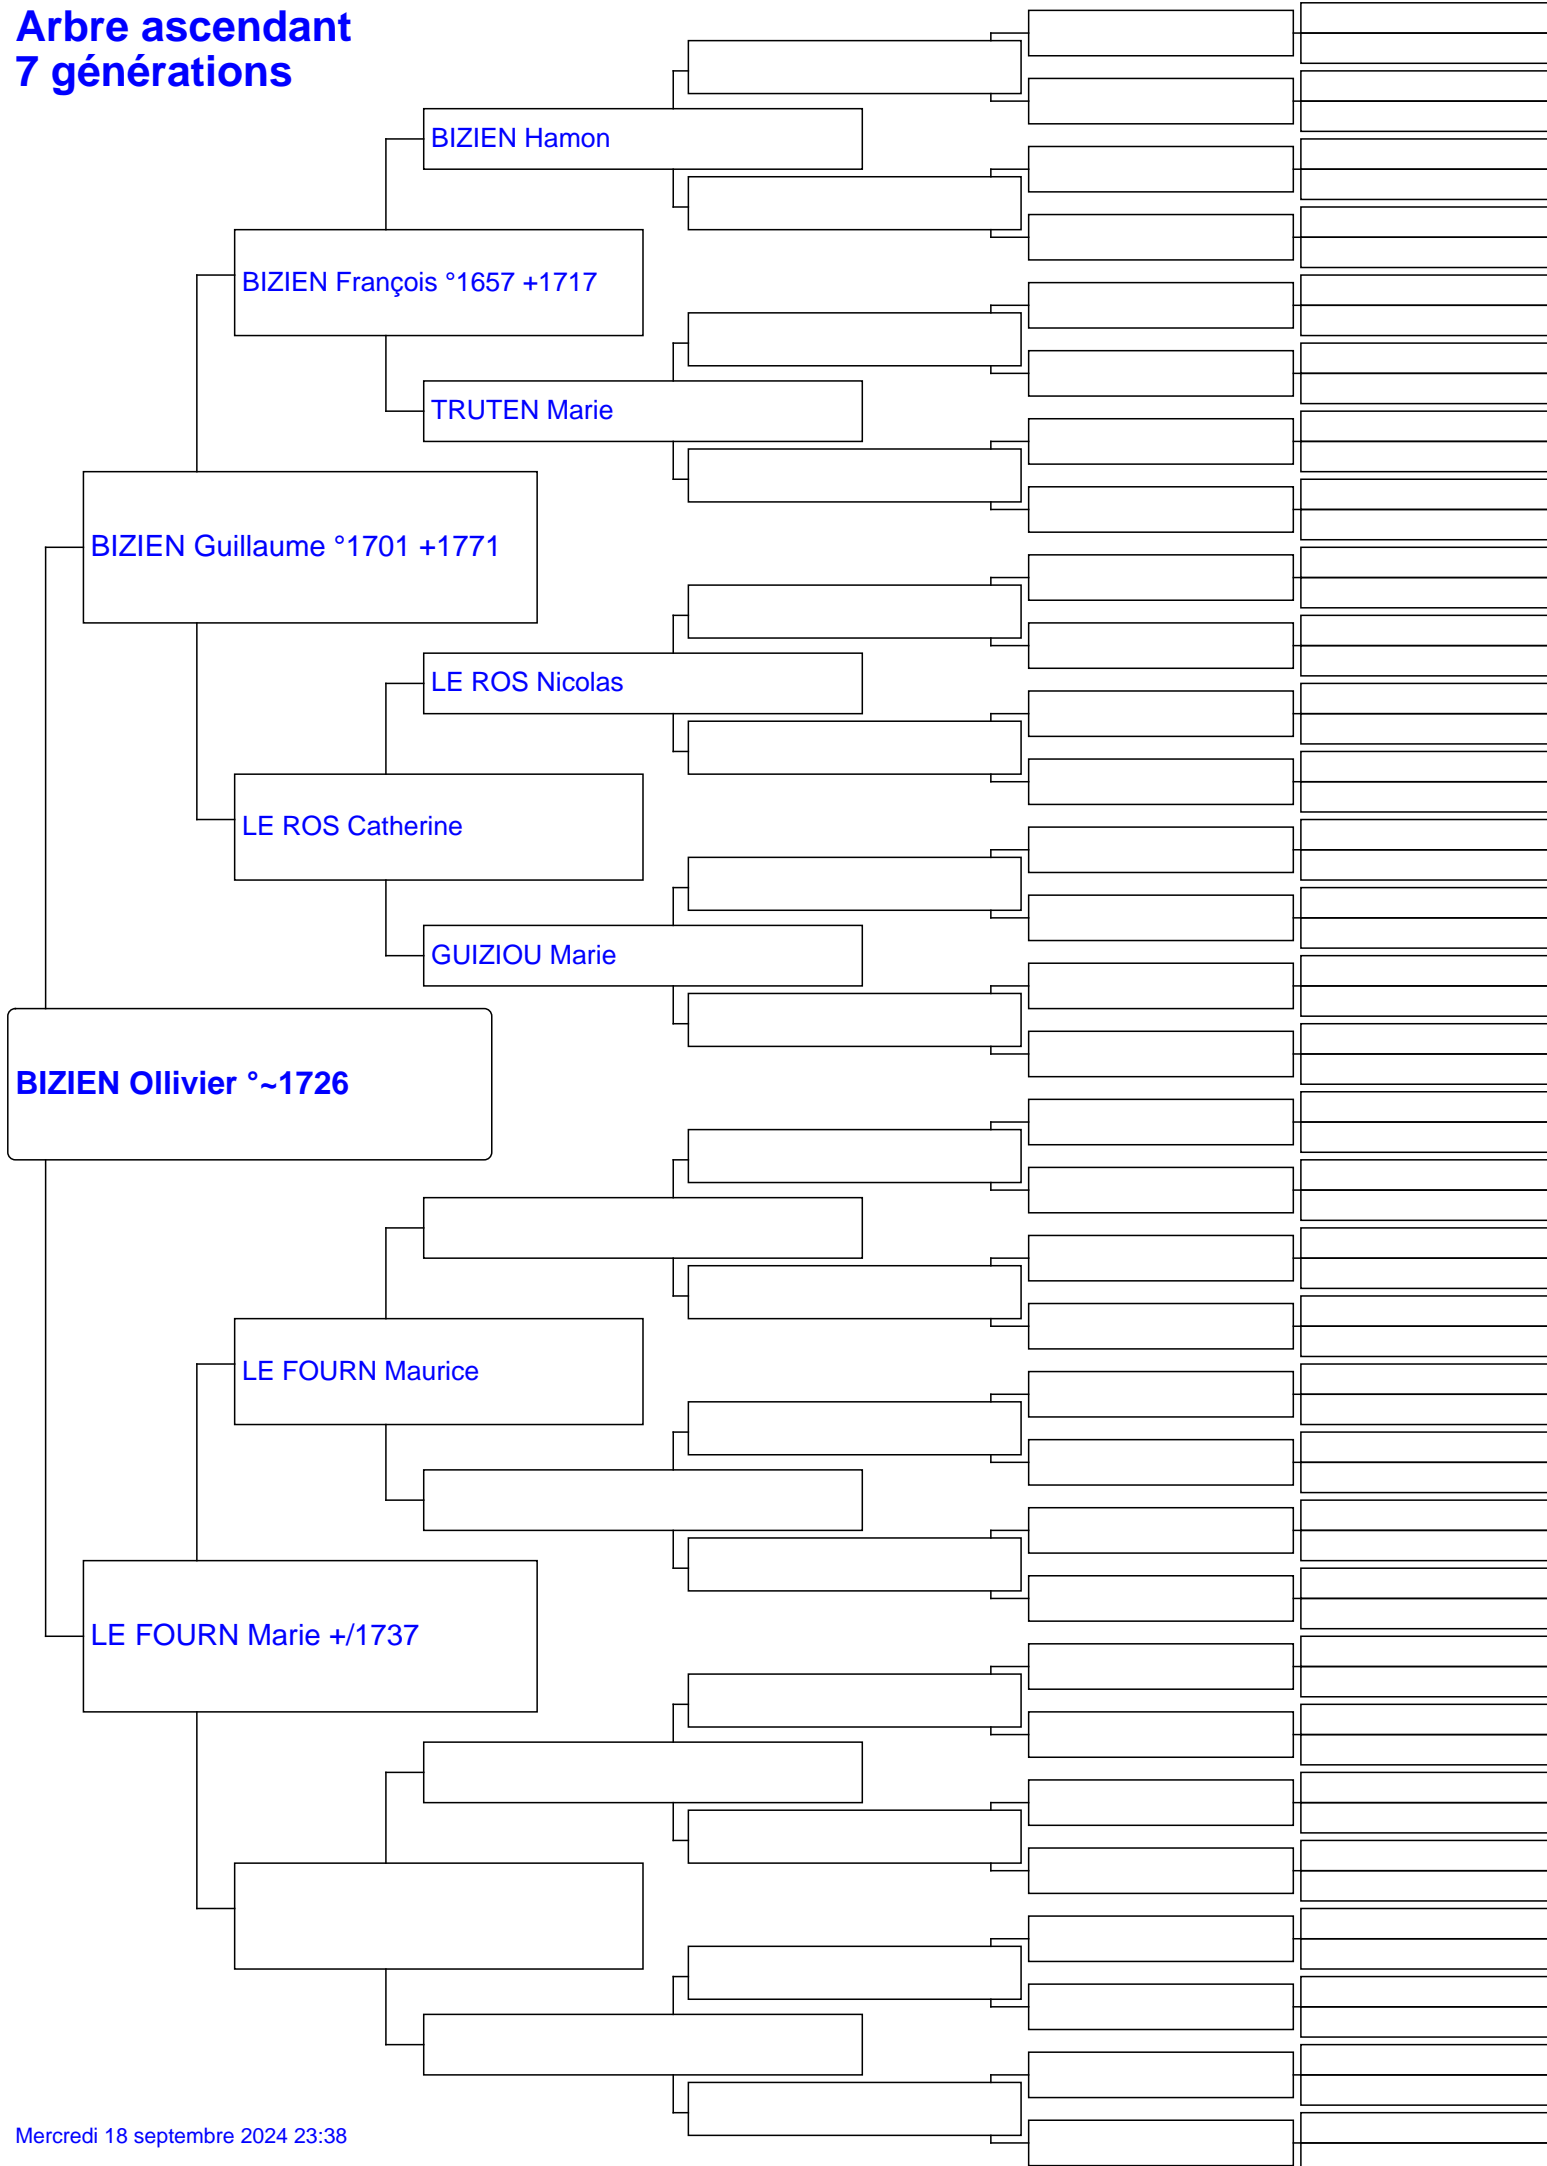 Arbre ascendant
7 générations
BIZIEN Hamon
BIZIEN François °1657 +1717
TRUTEN Marie
BIZIEN Guillaume °1701 +1771
LE ROS Nicolas
LE ROS Catherine
GUIZIOU Marie
BIZIEN Ollivier °~1726
LE FOURN Maurice
LE FOURN Marie +/1737
Mercredi 18 septembre 2024 23:38